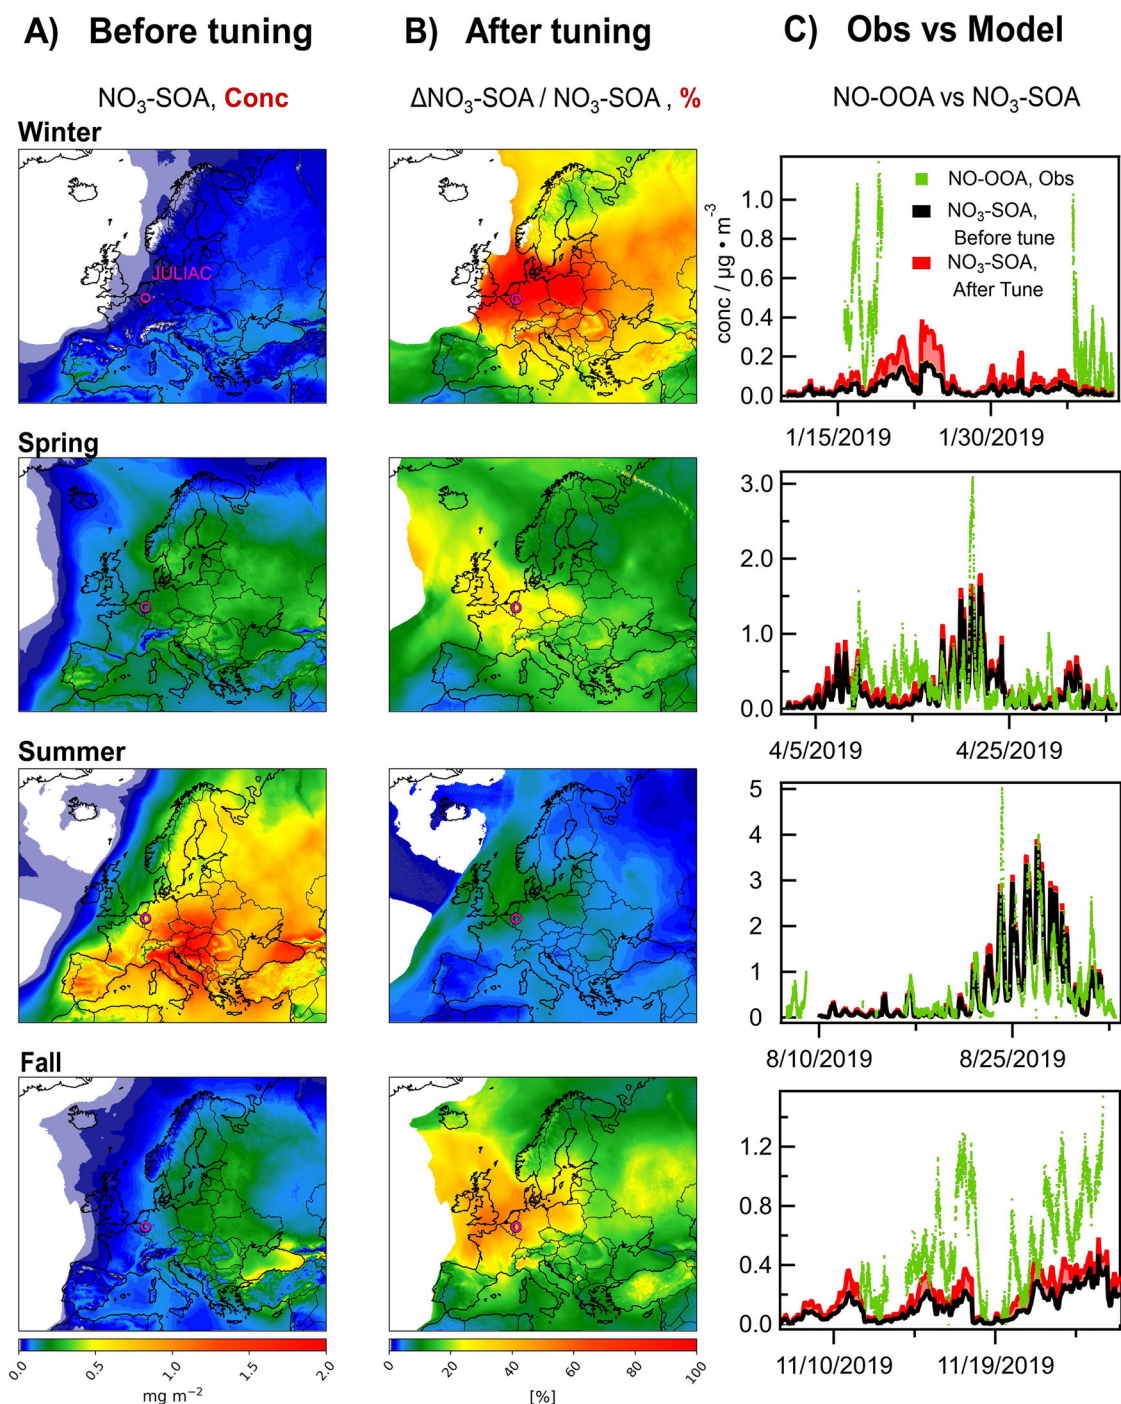 A) Before tuning
B) After tuning
C) Obs vs Model
NO₃-SOA, Conc
ΔNO₃-SOA / NO₃-SOA , %
NO-OOA vs NO₃-SOA
Winter
JÜLIAC
conc / µg • m⁻³
1.0
0.8
0.6
0.4
0.2
0.0
NO-OOA, Obs
NO₃-SOA,
Before tune
NO₃-SOA,
After Tune
1/15/2019
1/30/2019
Spring
3.0
2.0
1.0
0.0
4/5/2019
4/25/2019
Summer
5
4
3
2
1
0
8/10/2019
8/25/2019
Fall
1.2
0.8
0.4
0.0
11/10/2019
11/19/2019
0.0 0.5 1.0 1.5 2.0
mg m⁻²
0 20 40 60 80 100
[%]